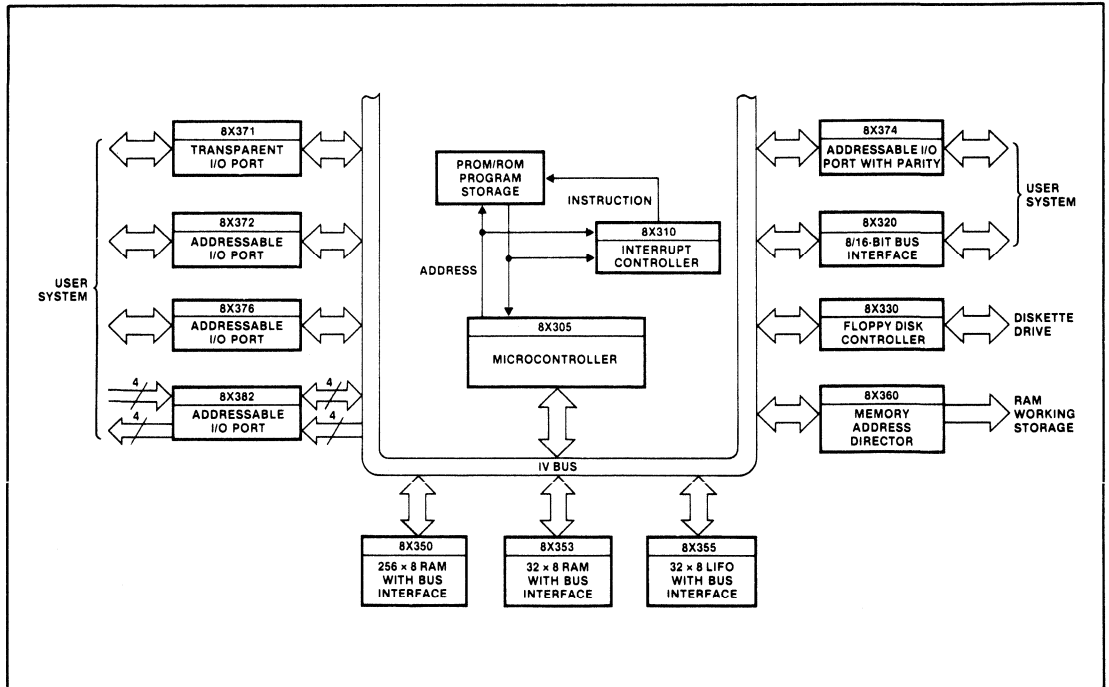 8X371
TRANSPARENT
I/O PORT
8X372
ADDRESSABLE
I/O PORT
USER
SYSTEM
8X376
ADDRESSABLE
I/O PORT
4
4
8X382
ADDRESSABLE
I/O PORT
4
4
PROM/ROM
PROGRAM
STORAGE
INSTRUCTION
8X310
INTERRUPT
CONTROLLER
ADDRESS
8X305
MICROCONTROLLER
IV BUS
8X374
ADDRESSABLE I/O
PORT WITH PARITY
USER
SYSTEM
8X320
8/16-BIT BUS
INTERFACE
8X330
FLOPPY DISK
CONTROLLER
DISKETTE
DRIVE
8X360
MEMORY
ADDRESS
DIRECTOR
RAM
WORKING
STORAGE
8X350
256 × 8 RAM
WITH BUS
INTERFACE
8X353
32 × 8 RAM
WITH BUS
INTERFACE
8X355
32 × 8 LIFO
WITH BUS
INTERFACE